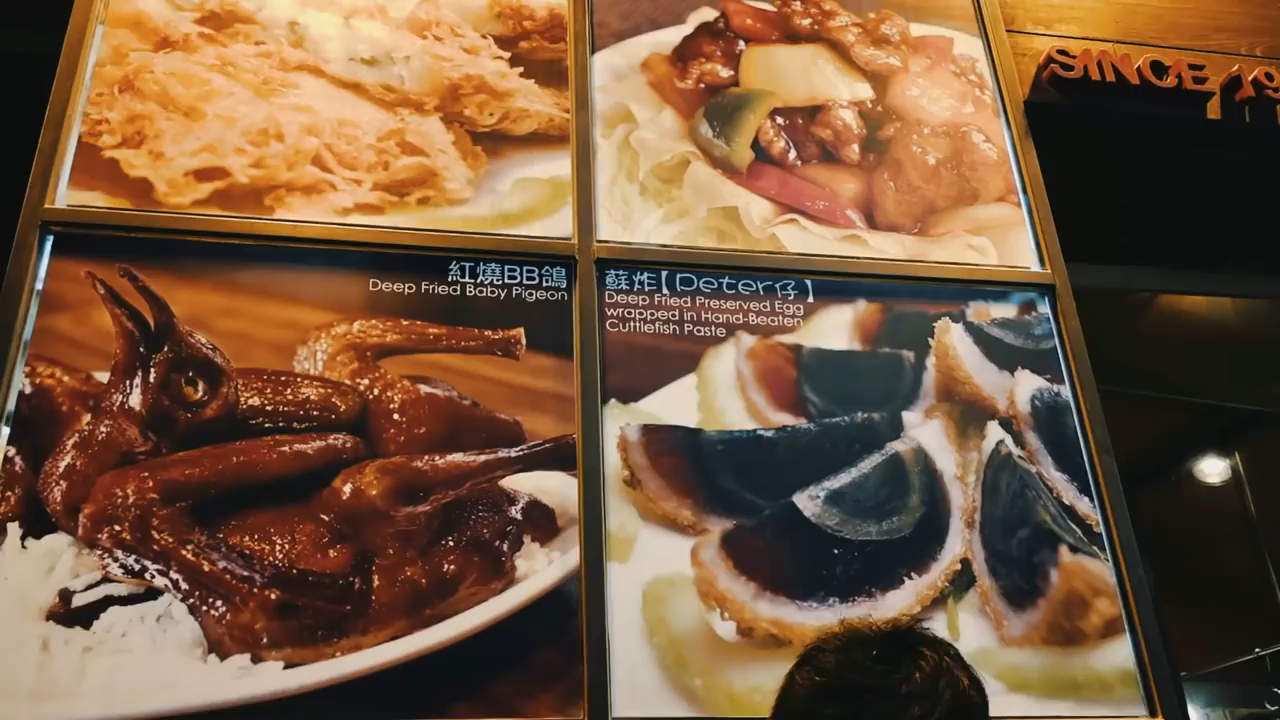 SINCE 19
紅燒BB鴿
Deep Fried Baby Pigeon
蘇炸【Peter仔】
Deep Fried Preserved Egg
wrapped in Hand-Beaten
Cuttlefish Paste